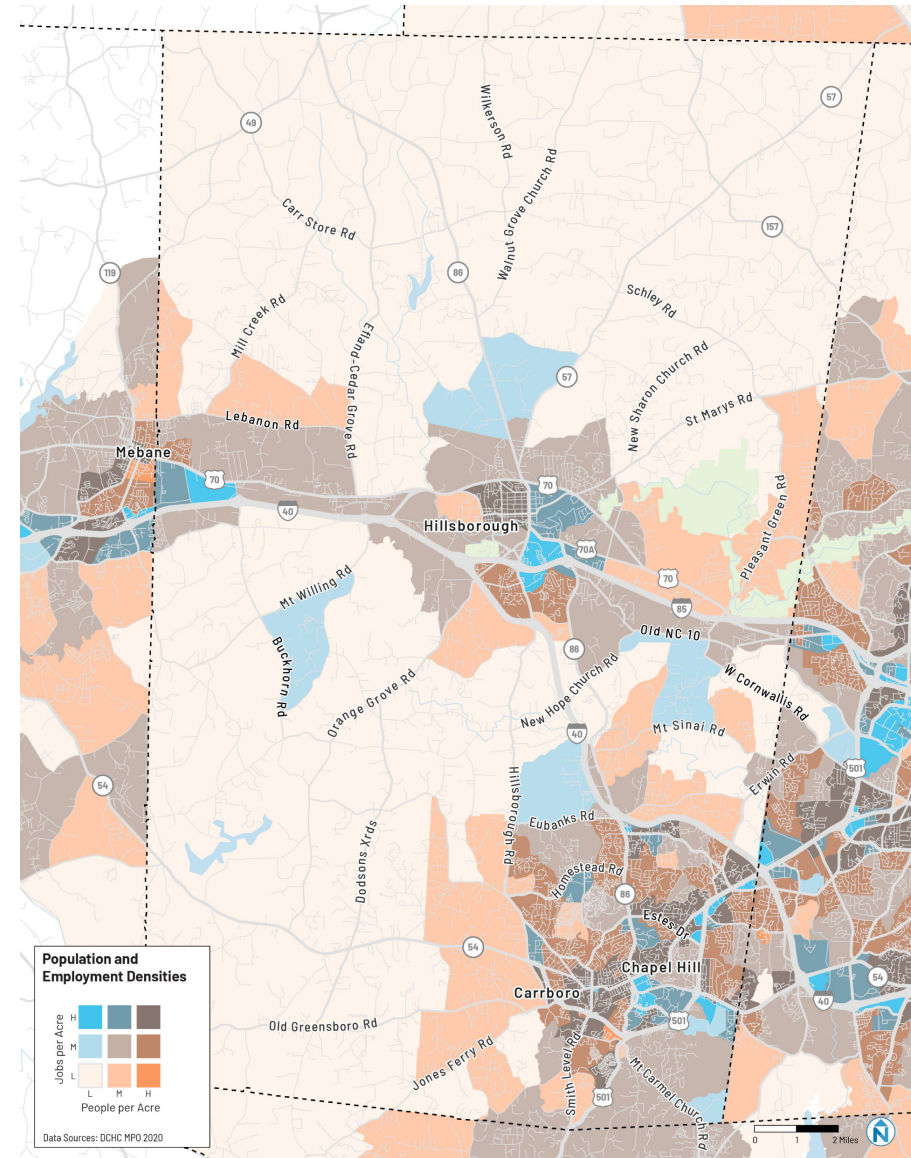 57
49
Wilkerson Rd
Walnut Grove Church Rd
Carr Store Rd
157
119
86
Schley Rd
Mill Creek Rd
Efland-Cedar Grove Rd
57
New Sharon Church Rd
St Marys Rd
Lebanon Rd
Mebane
70
70
Pleasant Green Rd
40
Hillsborough
70A
70
Mt Willing Rd
85
Old NC 10
Buckhorn Rd
86
New Hope Church Rd
W Cornwallis Rd
Orange Grove Rd
Mt Sinai Rd
40
501
Erwin Rd
54
Hillsborough Rd
Eubanks Rd
Dodsons Xrds
Homestead Rd
86
Estes Dr
54
Chapel Hill
54
Carrboro
40
501
Old Greensboro Rd
Jones Ferry Rd
Smith Level Rd
Mt Carmel Church Rd
501
Population and
Employment Densities
Jobs per Acre
H
M
L
L M H
People per Acre
Data Sources: DCHC MPO 2020
0 1 2 Miles
N